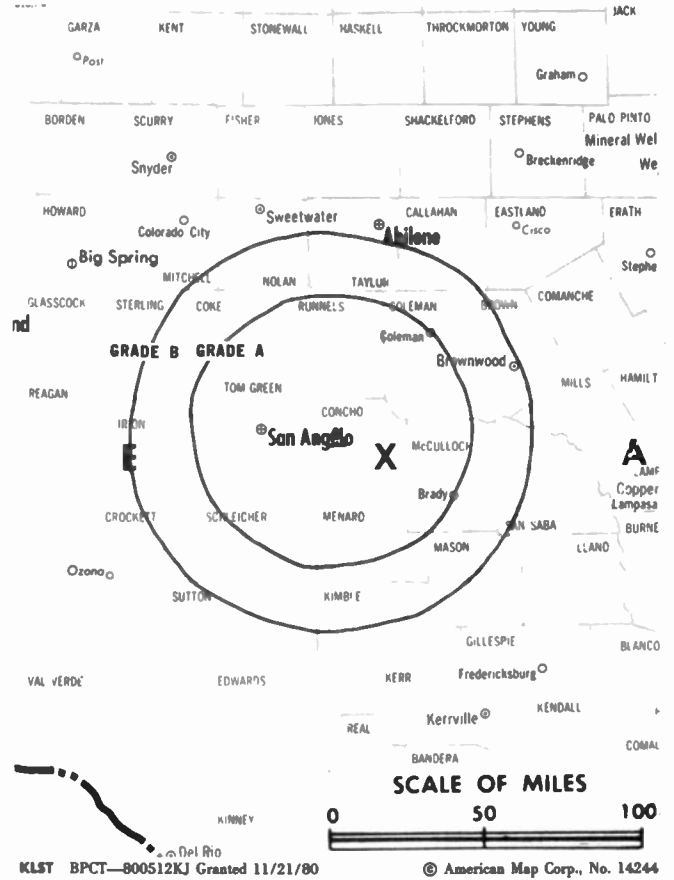 JACK
GARZA KENT STONEWALL HASKELL THROCKMORTON YOUNG
Post
Graham
BORDEN SCURRY FISHER JONES SHACKELFORD STEPHENS PALO PINTO
Mineral Wel
Snyder Breckenridge We
HOWARD CALLAHAN EASTLAND ERATH
Colorado City Sweetwater Abilene Cisco
Big Spring Stephe
MITCHELL NOLAN TAYLOR
GLASSCOCK STERLING COKE RUNNELS COLEMAN BROWN COMANCHE
nd
Coleman
GRADE B GRADE A
Brownwood
REAGAN TOM GREEN MILLS HAMILT
CONCHO
IRION
San Angelo McCULLOCH
E X A
LAMP
Brady Copper
Lampasa
CROCKETT SCHLEICHER MENARD SAN SABA BURNE
MASON LLAND
Ozona
SUTTON KIMBLE
GILLESPIE BLANCO
VAL VERDE EDWARDS KERR Fredericksburg
Kerrville KENDALL
REAL
COMAL
BANDERA
SCALE OF MILES
0 50 100
KINNEY
Del Rio
KLST BPCT—800512KJ Granted 11/21/80 © American Map Corp., No. 14244